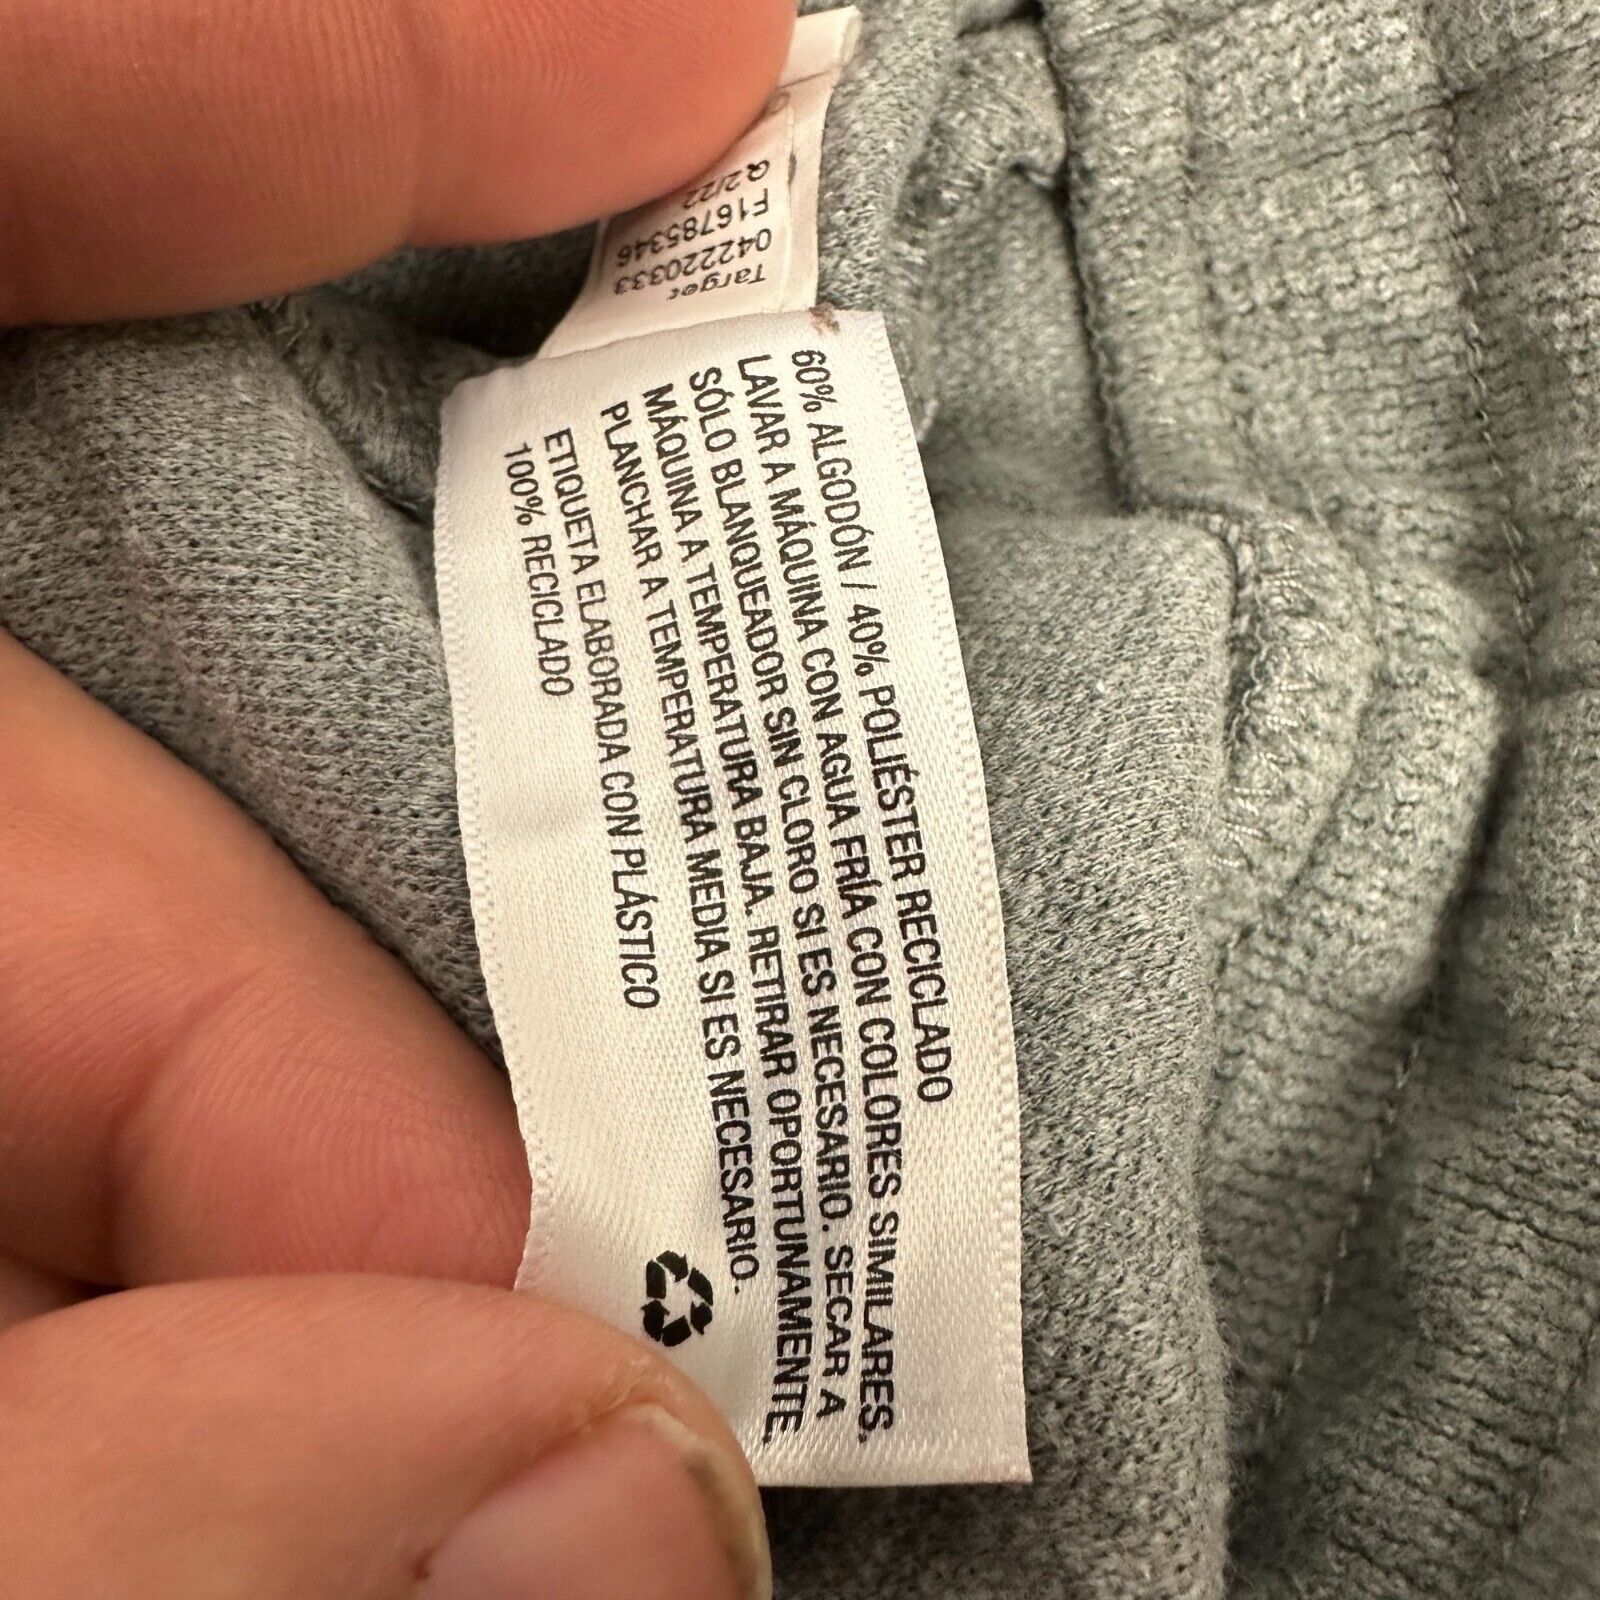 Target
042220333
F16785346
Q 2/22
60% ALGODÓN / 40% POLIÉSTER RECICLADO
LAVAR A MÁQUINA CON AGUA FRÍA CON COLORES SIMILARES.
SÓLO BLANQUEADOR SIN CLORO SI ES NECESARIO. SECAR A
MÁQUINA A TEMPERATURA BAJA. RETIRAR OPORTUNAMENTE.
PLANCHAR A TEMPERATURA MEDIA SI ES NECESARIO.
ETIQUETA ELABORADA CON PLÁSTICO
100% RECICLADO